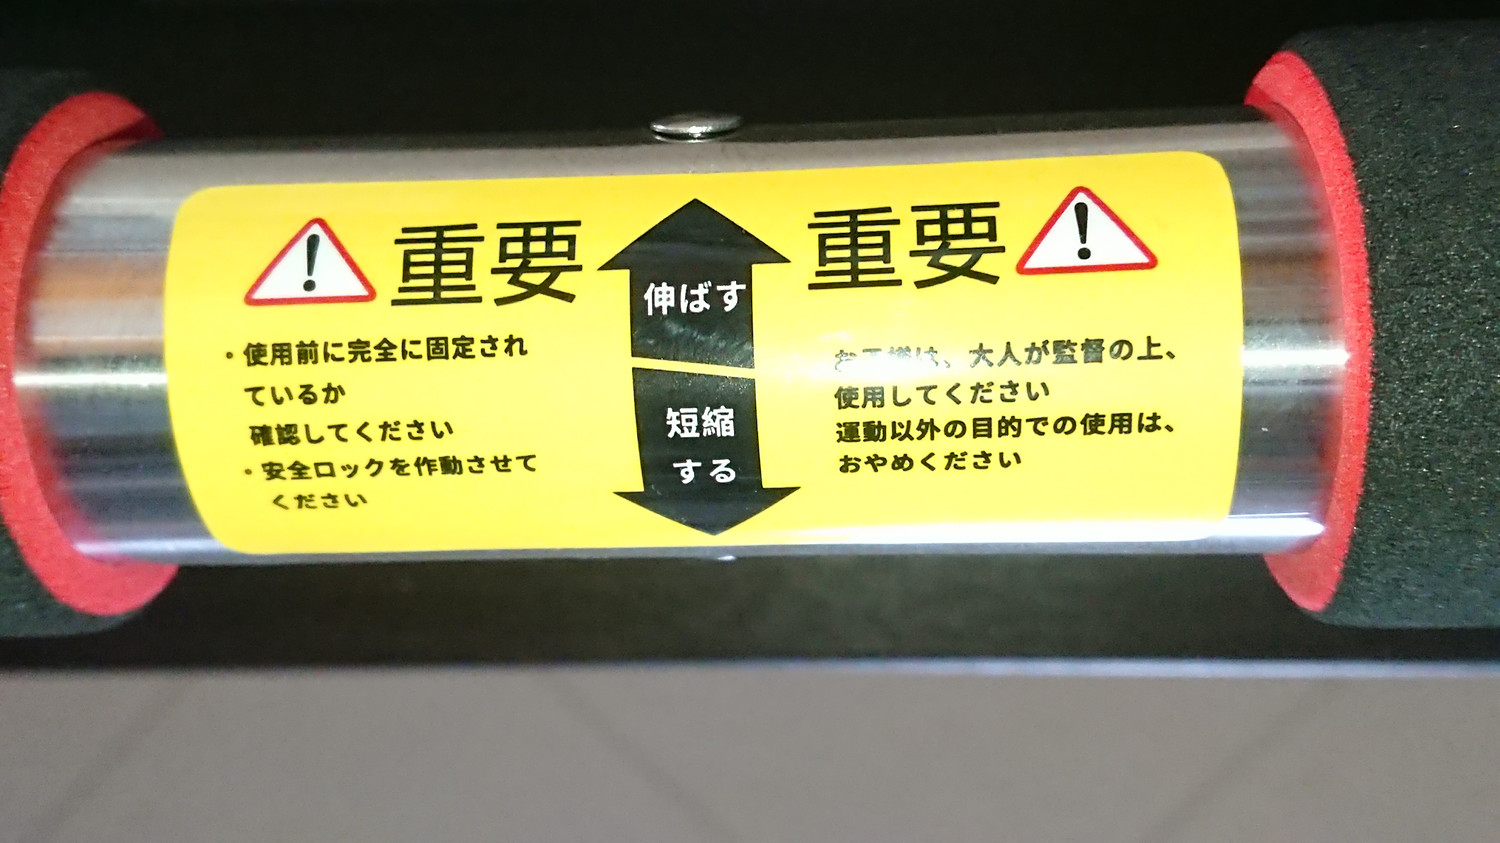 重要
・使用前に完全に固定され
ているか
確認してください
・安全ロックを作動させて
ください
伸ばす
短縮
する
重要
お子様は、大人が監督の上、
使用してください
運動以外の目的での使用は、
おやめください